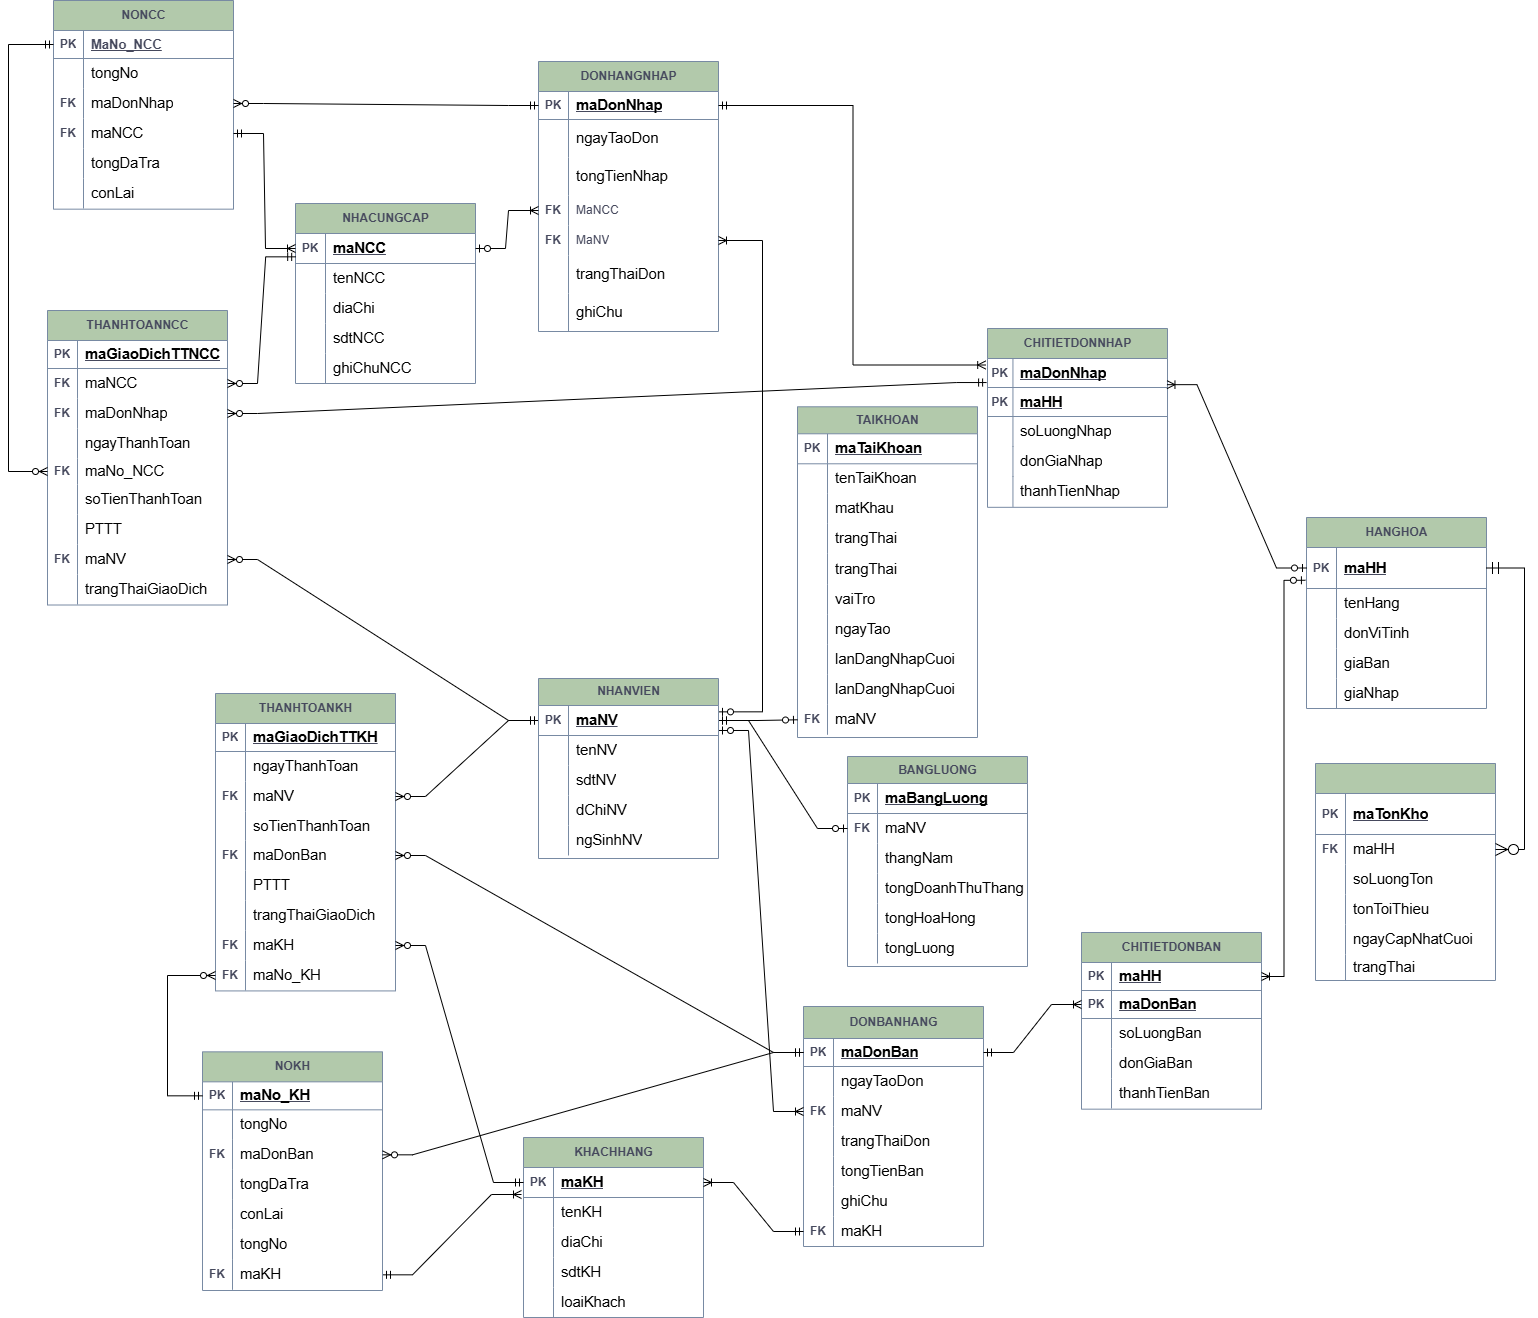 NONCC
PK MaNo_NCC
tongNo
FK maDonNhap
FK maNCC
tongDaTra
conLai
DONHANGNHAP
PK maDonNhap
ngayTaoDon
tongTienNhap
FK MaNCC
FK MaNV
trangThaiDon
ghiChu
NHACUNGCAP
PK maNCC
tenNCC
diaChi
sdtNCC
ghiChuNCC
THANHTOANNCC
PK maGiaoDichTTNCC
FK maNCC
FK maDonNhap
ngayThanhToan
FK maNo_NCC
soTienThanhToan
PTTT
FK maNV
trangThaiGiaoDich
CHITIETDONNHAP
PK maDonNhap
PK maHH
soLuongNhap
donGiaNhap
thanhTienNhap
TAIKHOAN
PK maTaiKhoan
tenTaiKhoan
matKhau
trangThai
trangThai
vaiTro
ngayTao
lanDangNhapCuoi
lanDangNhapCuoi
FK maNV
HANGHOA
PK maHH
tenHang
donViTinh
giaBan
giaNhap
NHANVIEN
PK maNV
tenNV
sdtNV
dChiNV
ngSinhNV
THANHTOANKH
PK maGiaoDichTTKH
ngayThanhToan
FK maNV
soTienThanhToan
FK maDonBan
PTTT
trangThaiGiaoDich
FK maKH
FK maNo_KH
BANGLUONG
PK maBangLuong
FK maNV
thangNam
tongDoanhThuThang
tongHoaHong
tongLuong
PK maTonKho
FK maHH
soLuongTon
tonToiThieu
ngayCapNhatCuoi
trangThai
CHITIETDONBAN
PK maHH
PK maDonBan
soLuongBan
donGiaBan
thanhTienBan
DONBANHANG
PK maDonBan
ngayTaoDon
FK maNV
trangThaiDon
tongTienBan
ghiChu
FK maKH
NOKH
PK maNo_KH
tongNo
FK maDonBan
tongDaTra
conLai
tongNo
FK maKH
KHACHHANG
PK maKH
tenKH
diaChi
sdtKH
loaiKhach